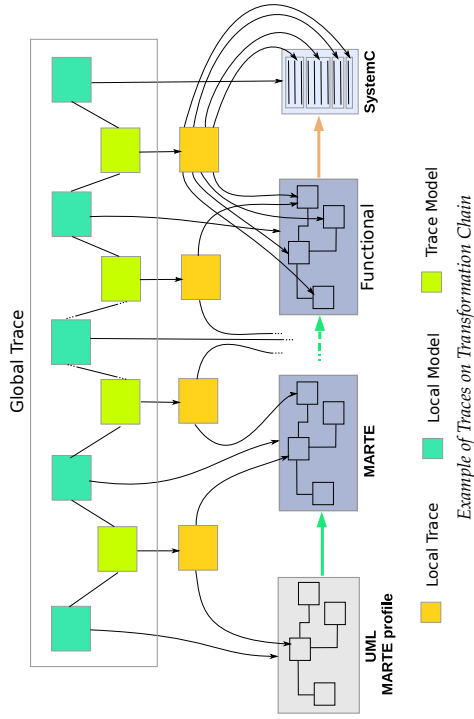 Global Trace
UML
MARTE profile
MARTE
Functional
SystemC
Local Trace
Local Model
Trace Model
Example of Traces on Transformation Chain